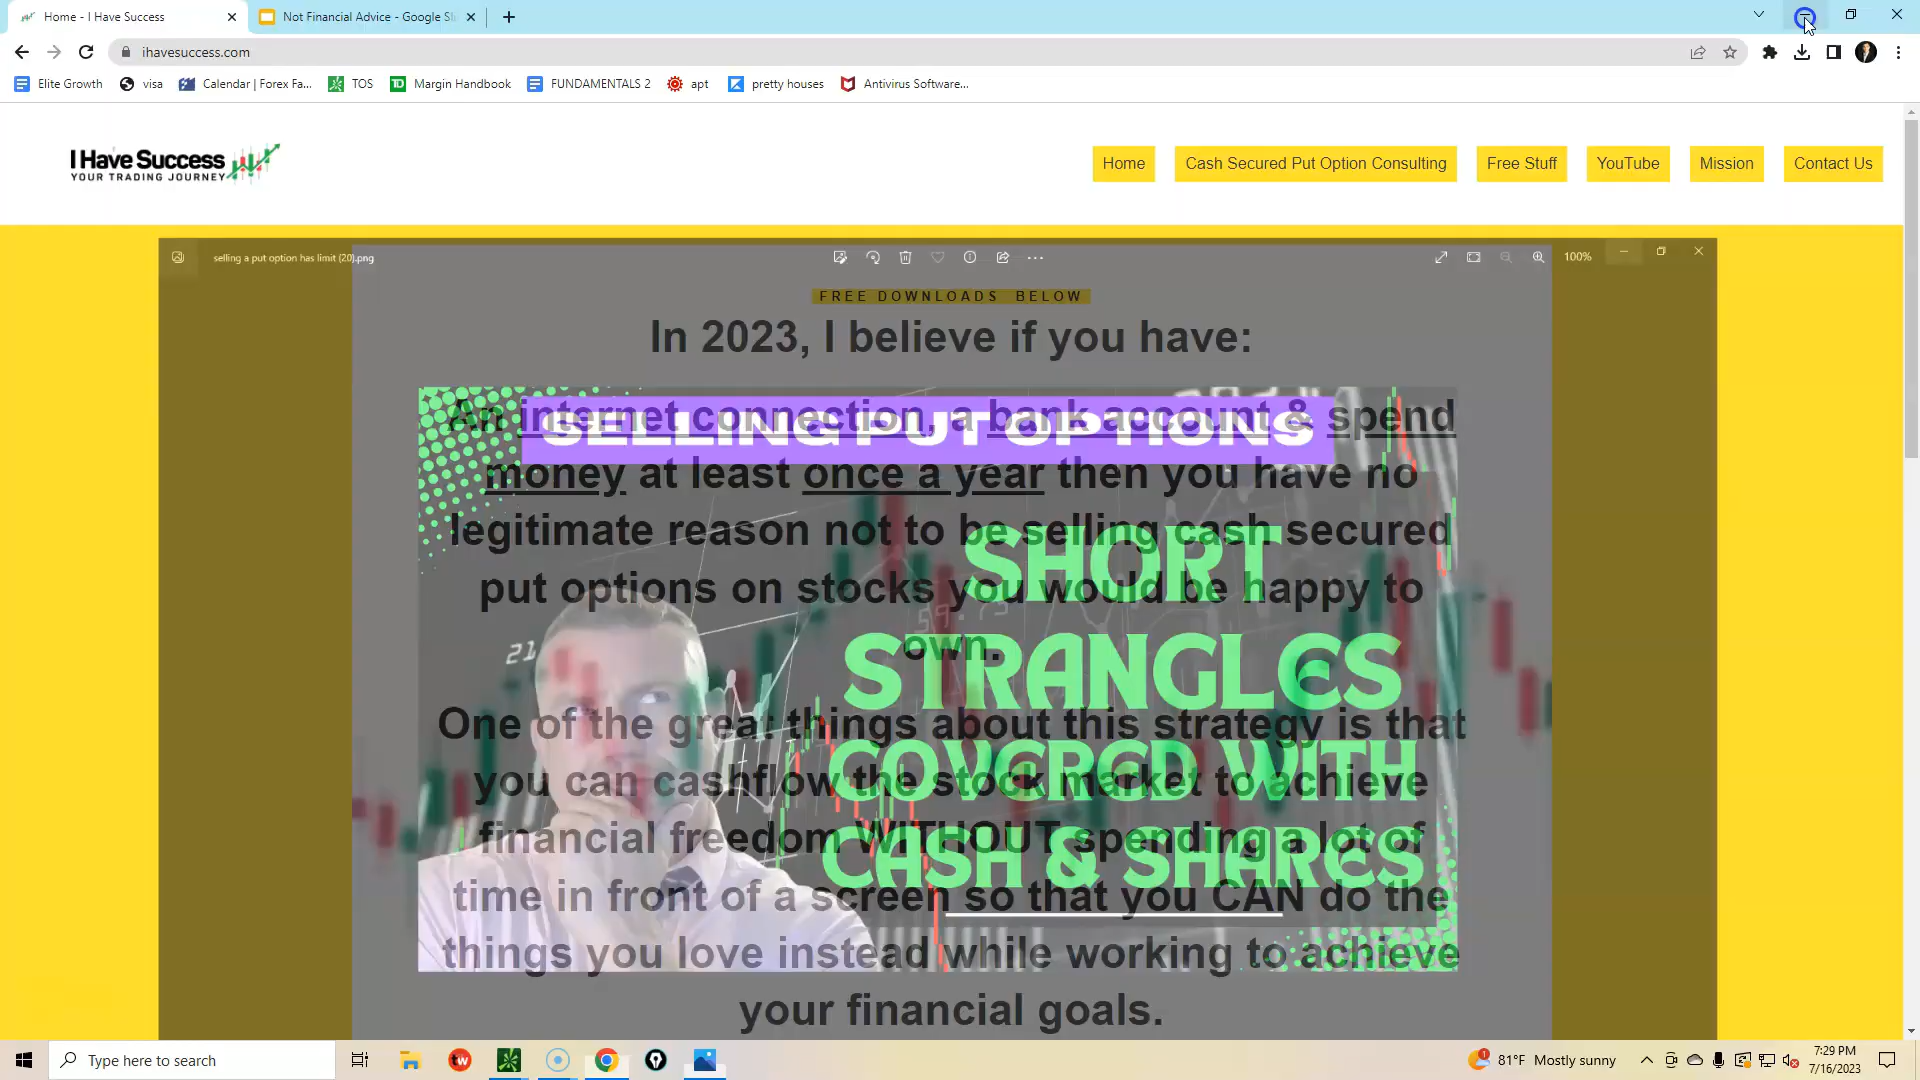 Home - I Have Success
Not Financial Advice - Google Sl
ihavesuccess.com
Elite Growth
visa
Calendar | Forex Fa...
TOS
Margin Handbook
FUNDAMENTALS 2
apt
pretty houses
Antivirus Software...
I Have Success
YOUR TRADING JOURNEY
Home
Cash Secured Put Option Consulting
Free Stuff
YouTube
Mission
Contact Us
selling a put option has limit (20).png
100%
FREE DOWNLOADS BELOW
In 2023, I believe if you have:
An internet connection, a bank account & spend
money at least once a year then you have no
legitimate reason not to be selling cash secured
put options on stocks you would be happy to
own.
One of the great things about this strategy is that
you can cashflow the stock market to achieve
financial freedom WITHOUT spending a lot of
time in front of a screen so that you CAN do the
things you love instead while working to achieve
your financial goals.
SELLING PUT OPTIONS
SHORT
STRANGLES
COVERED WITH
CASH & SHARES
21
59.73
Type here to search
tw
1
81°F Mostly sunny
7:29 PM
7/16/2023